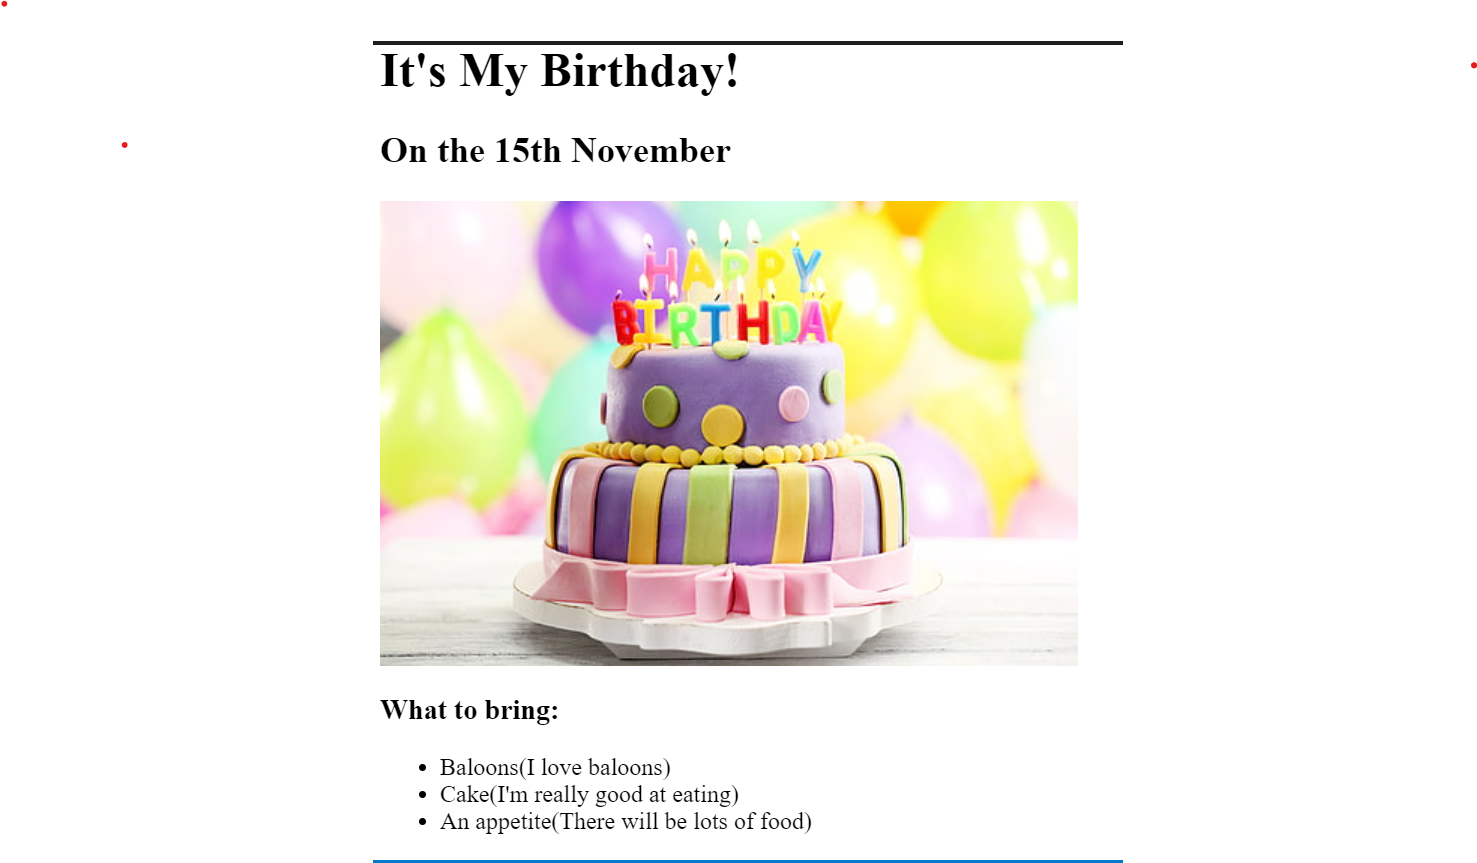 It's My Birthday!
On the 15th November
HAPPY
BIRTHDAY
What to bring:
Baloons(I love baloons)
Cake(I'm really good at eating)
An appetite(There will be lots of food)